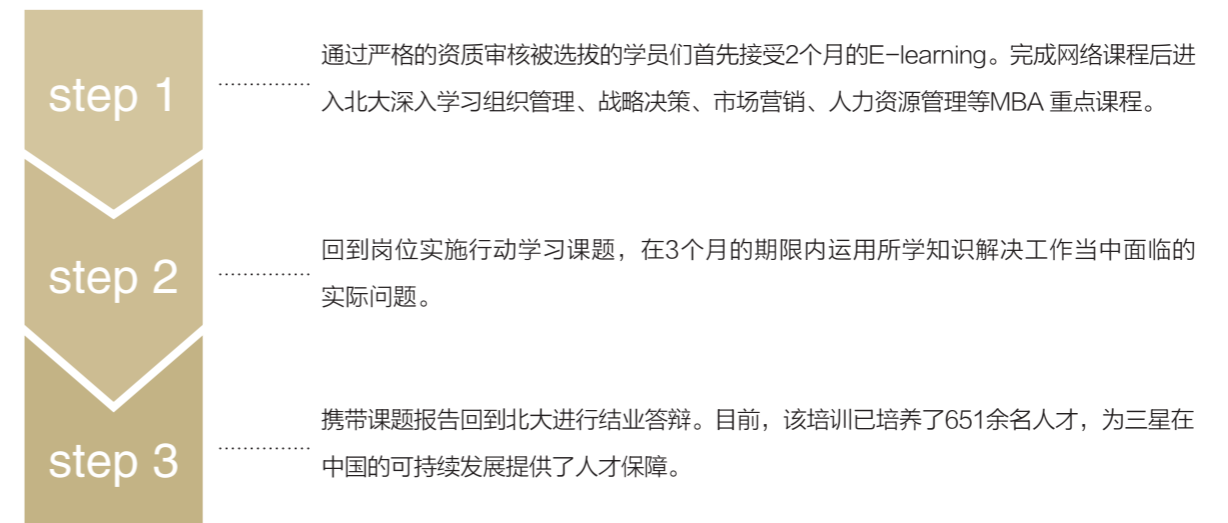 step 1
通过严格的资质审核被选拔的学员们首先接受2个月的E-learning。完成网络课程后进
入北大深入学习组织管理、战略决策、市场营销、人力资源管理等MBA 重点课程。
step 2
回到岗位实施行动学习课题，在3个月的期限内运用所学知识解决工作当中面临的
实际问题。
step 3
携带课题报告回到北大进行结业答辩。目前，该培训已培养了651余名人才，为三星在
中国的可持续发展提供了人才保障。